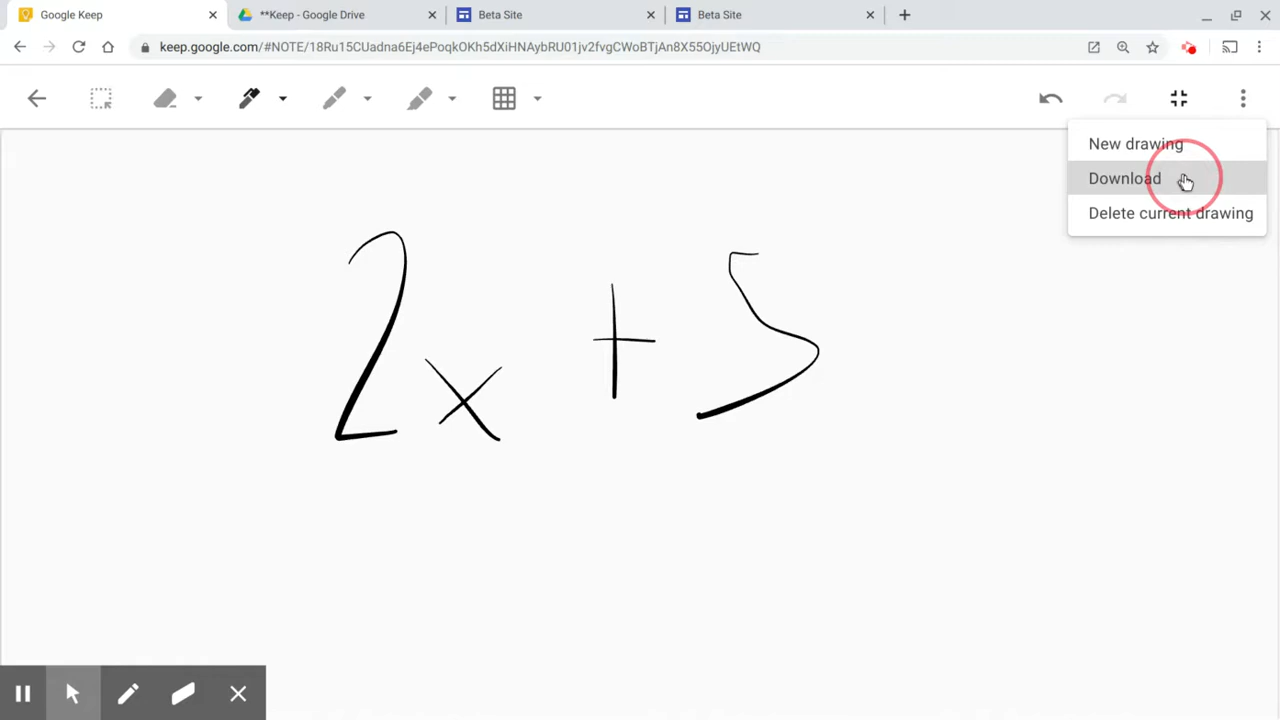 Google Keep
**Keep - Google Drive
Beta Site
Beta Site
keep.google.com/#NOTE/18Ru15CUadna6Ej4ePoqkOKh5dXiHNAybRU01jv2fvgCWoBTjAn8X55OjyUEtWQ
New drawing
Download
Delete current drawing
2x + 5